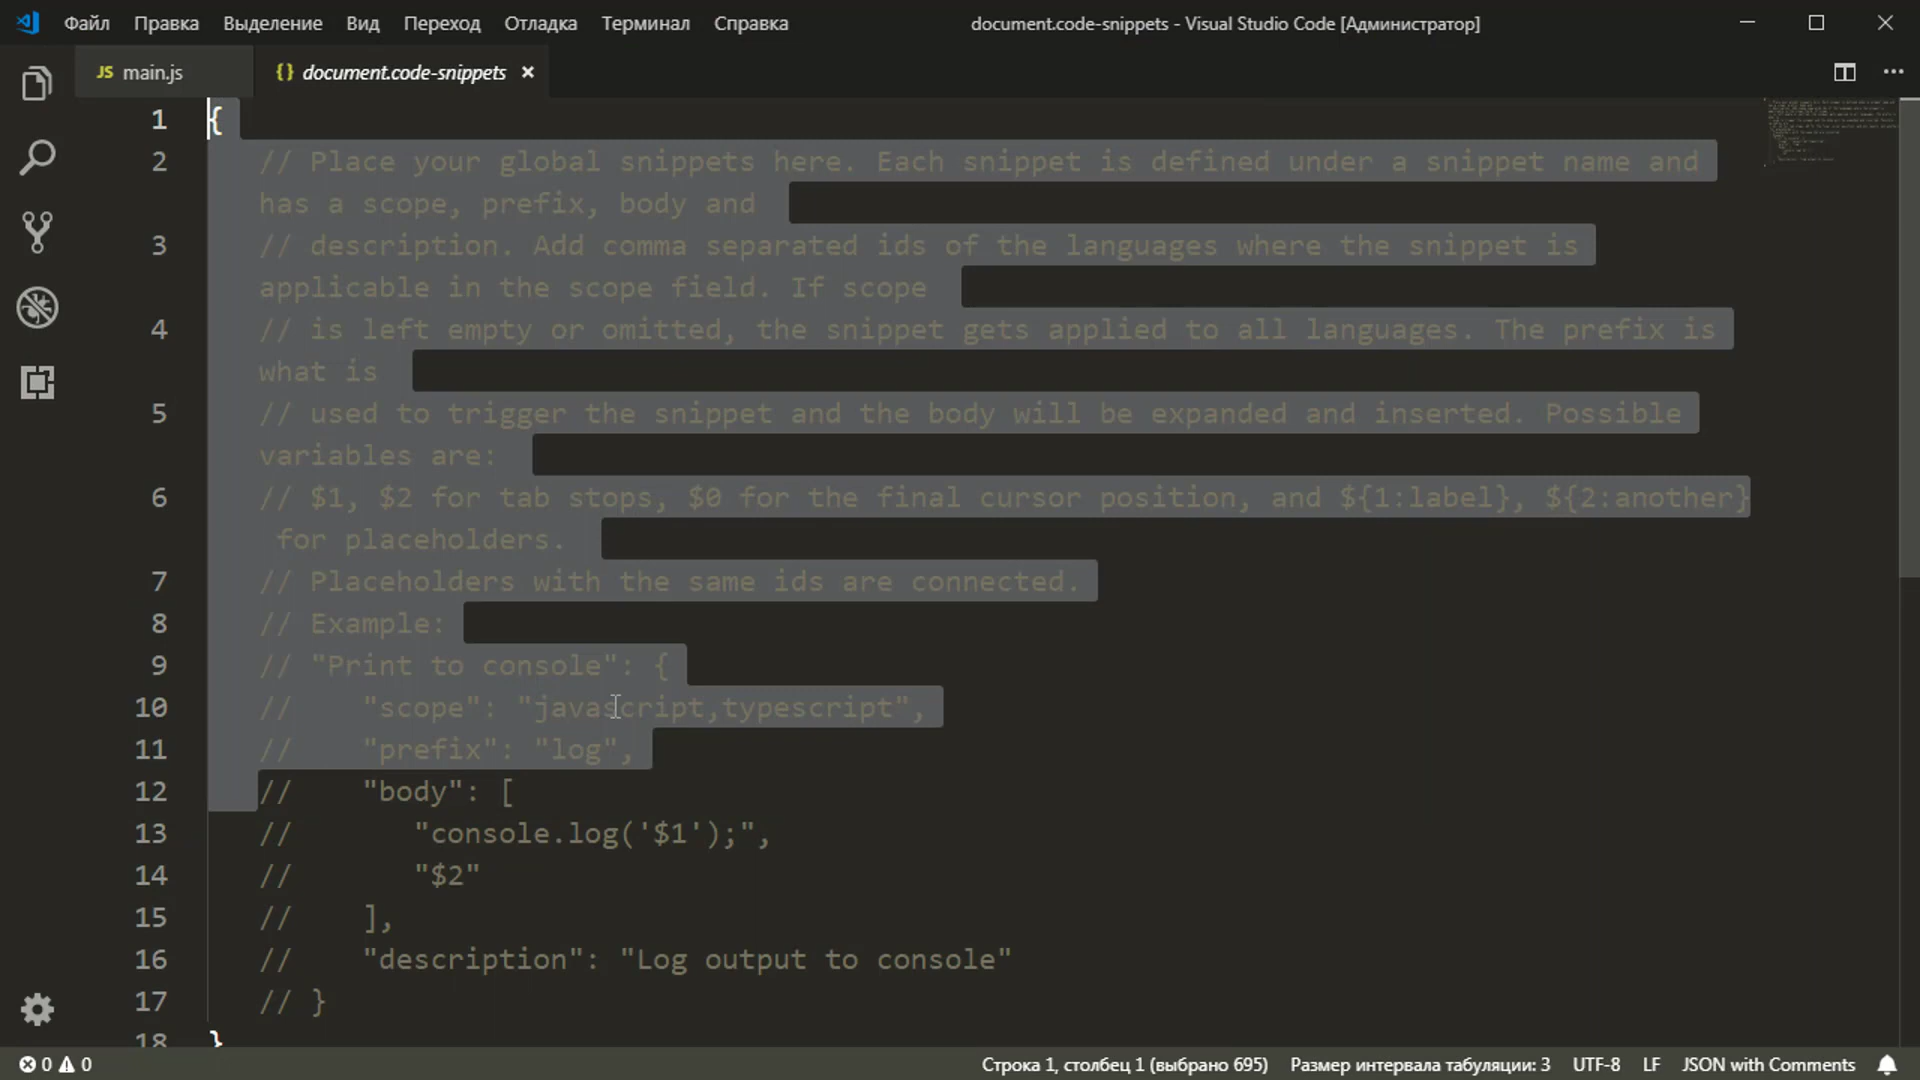 Файл Правка Выделение Вид Переход Отладка Терминал Справка document.code-snippets - Visual Studio Code [Администратор]
JS main.js {} document.code-snippets ×
1 {
2 // Place your global snippets here. Each snippet is defined under a snippet name and
has a scope, prefix, body and
3 // description. Add comma separated ids of the languages where the snippet is
applicable in the scope field. If scope
4 // is left empty or omitted, the snippet gets applied to all languages. The prefix is
what is
5 // used to trigger the snippet and the body will be expanded and inserted. Possible
variables are:
6 // $1, $2 for tab stops, $0 for the final cursor position, and ${1:label}, ${2:another}
for placeholders.
7 // Placeholders with the same ids are connected.
8 // Example:
9 // "Print to console": {
10 // "scope": "javascript,typescript",
11 // "prefix": "log",
12 // "body": [
13 // "console.log('$1');",
14 // "$2"
15 // ],
16 // "description": "Log output to console"
17 // }
18 }
0 0 Строка 1, столбец 1 (выбрано 695) Размер интервала табуляции: 3 UTF-8 LF JSON with Comments